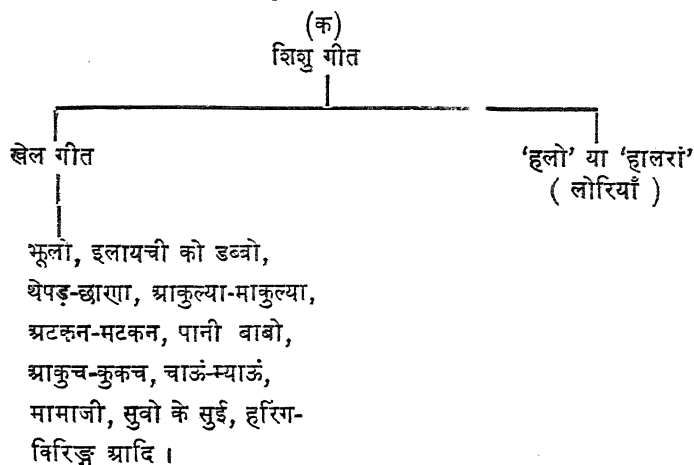 (क)
शिशु गीत
खेल गीत
‘हलो’ या ‘हालरां’
( लोरियाँ )
झूलो, इलायची को डब्बो,
थेपड़-छाणा, आकुल्या-माकुल्या,
अटकन-मटकन, पानी बाबो,
आकुच-कुकच, चाऊं-म्याऊं,
मामाजी, सुवो के सुई, हरिंग-
विरिङ्ग आदि ।